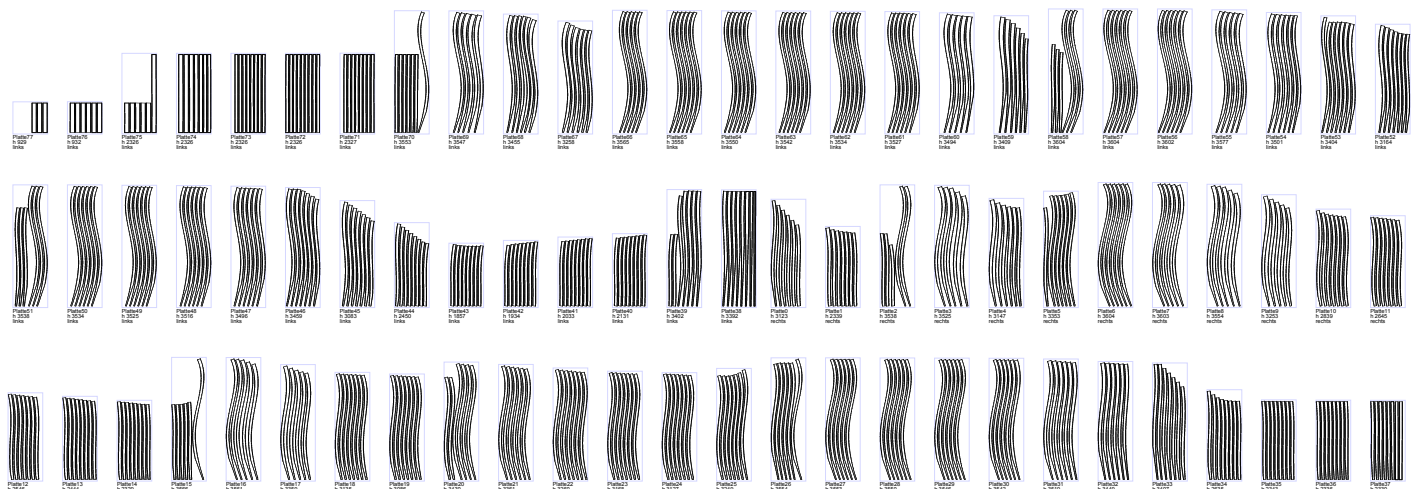 Platte77
h 929
links
Platte76
h 932
links
Platte75
h 2326
links
Platte74
h 2326
links
Platte73
h 2326
links
Platte72
h 2326
links
Platte71
h 2327
links
Platte70
h 3553
links
Platte69
h 3547
links
Platte68
h 3455
links
Platte67
h 3258
links
Platte66
h 3565
links
Platte65
h 3558
links
Platte64
h 3550
links
Platte63
h 3542
links
Platte62
h 3534
links
Platte61
h 3527
links
Platte60
h 3494
links
Platte59
h 3409
links
Platte58
h 3604
links
Platte57
h 3604
links
Platte56
h 3602
links
Platte55
h 3577
links
Platte54
h 3501
links
Platte53
h 3404
links
Platte52
h 3164
links
Platte51
h 3538
links
Platte50
h 3534
links
Platte49
h 3525
links
Platte48
h 3516
links
Platte47
h 3496
links
Platte46
h 3459
links
Platte45
h 3083
links
Platte44
h 2450
links
Platte43
h 1857
links
Platte42
h 1934
links
Platte41
h 2033
links
Platte40
h 2131
links
Platte39
h 3402
links
Platte38
h 3392
links
Platte0
h 3123
rechts
Platte1
h 2339
rechts
Platte2
h 3538
rechts
Platte3
h 3525
rechts
Platte4
h 3147
rechts
Platte5
h 3353
rechts
Platte6
h 3604
rechts
Platte7
h 3603
rechts
Platte8
h 3554
rechts
Platte9
h 3253
rechts
Platte10
h 2839
rechts
Platte11
h 2645
rechts
Platte12
Platte13
Platte14
Platte15
Platte16
Platte17
Platte18
Platte19
Platte20
Platte21
Platte22
Platte23
Platte24
Platte25
Platte26
Platte27
Platte28
Platte29
Platte30
Platte31
Platte32
Platte33
Platte34
Platte35
Platte36
Platte37